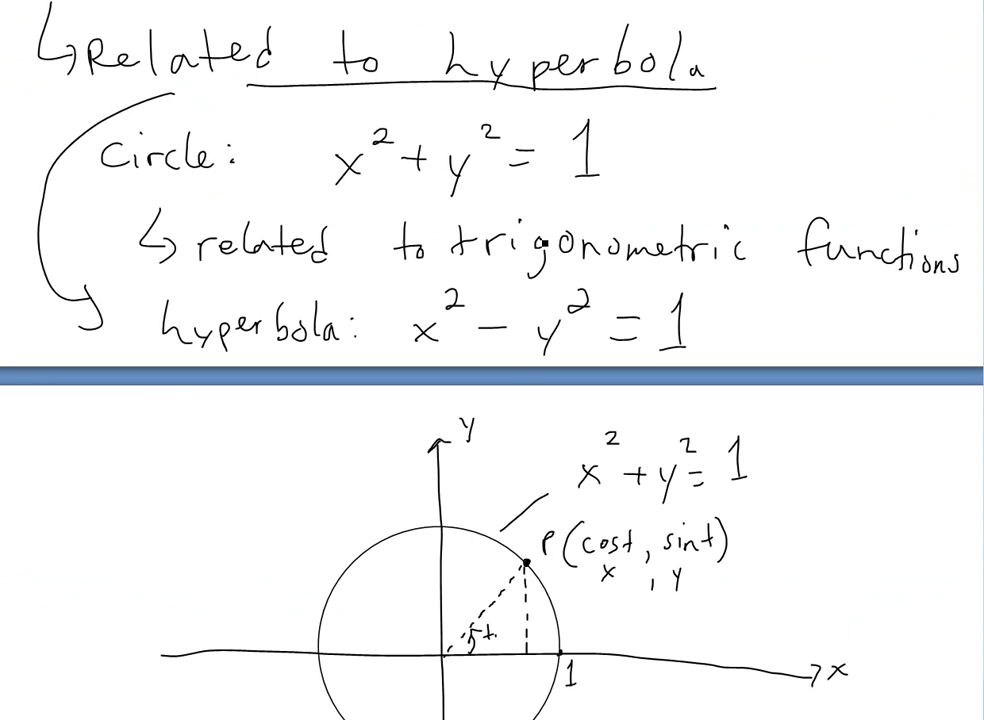 ↳ Related to hyperbola
Circle: x² + y² = 1
↳ related to trigonometric functions
hyperbola: x² - y² = 1
y
x² + y² = 1
P(cost, sint)
x , y
t
1
x